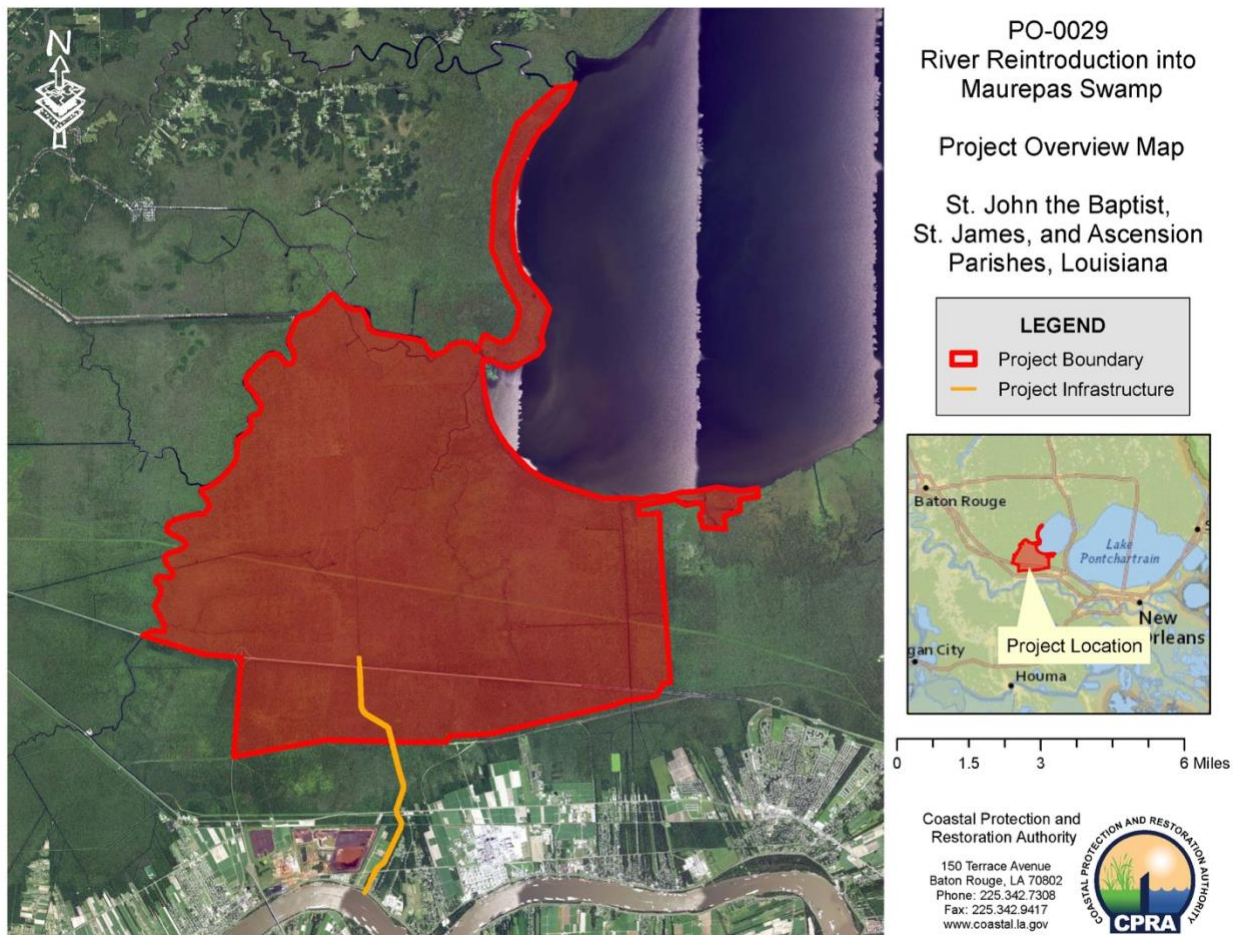 N
PO-0029
River Reintroduction into
Maurepas Swamp
Project Overview Map
St. John the Baptist,
St. James, and Ascension
Parishes, Louisiana
LEGEND
Project Boundary
Project Infrastructure
Baton Rouge
Lake
Pontchartrain
S
New
Orleans
Project Location
gan City
Houma
0 1.5 3 6 Miles
Coastal Protection and
Restoration Authority
150 Terrace Avenue
Baton Rouge, LA 70802
Phone: 225.342.7308
Fax: 225.342.9417
www.coastal.la.gov
COASTAL PROTECTION AND RESTORATION AUTHORITY
CPRA